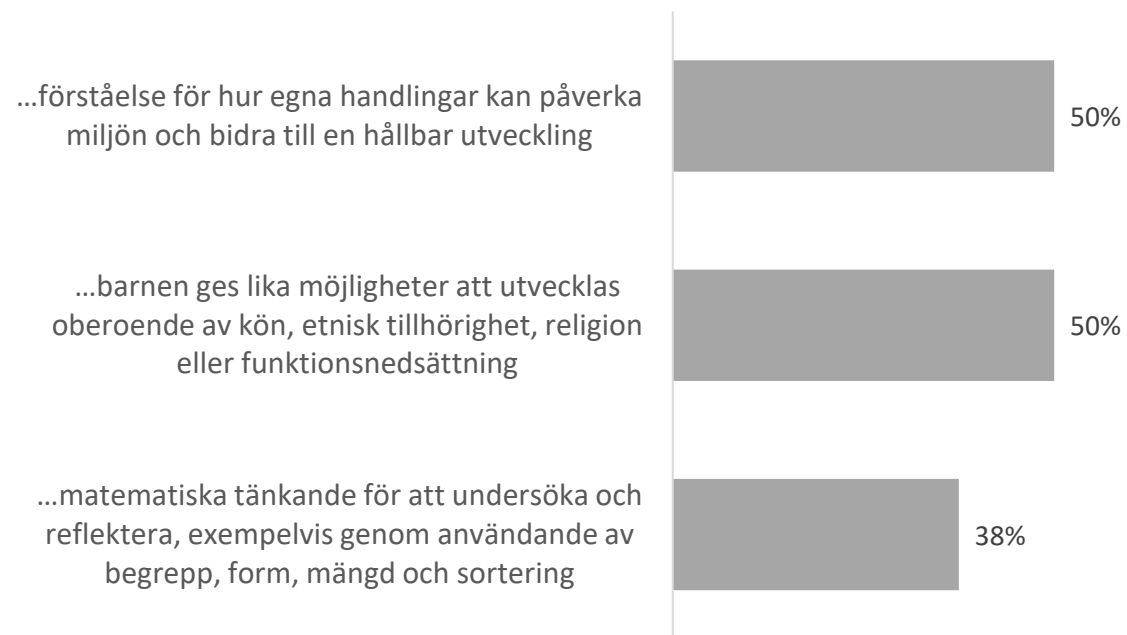 ...förståelse för hur egna handlingar kan påverka
miljön och bidra till en hållbar utveckling
50%
...barnen ges lika möjligheter att utvecklas
oberoende av kön, etnisk tillhörighet, religion
eller funktionsnedsättning
50%
...matematiska tänkande för att undersöka och
reflektera, exempelvis genom användande av
begrepp, form, mängd och sortering
38%